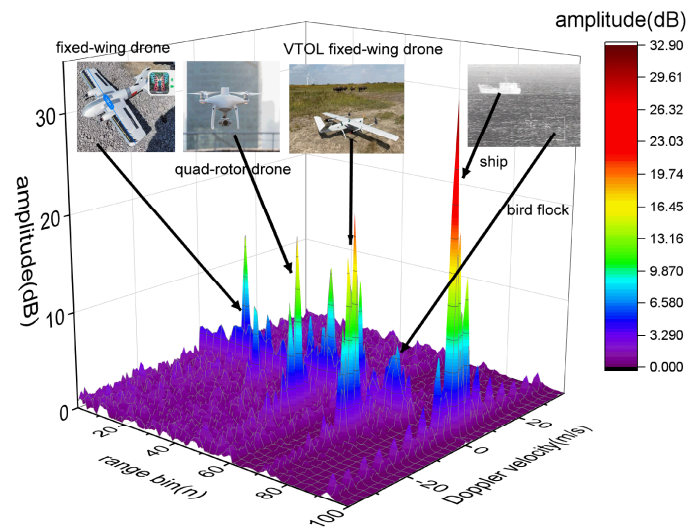 amplitude(dB)
fixed-wing drone
VTOL fixed-wing drone
quad-rotor drone
ship
bird flock
32.90
29.61
26.32
23.03
19.74
16.45
13.16
9.870
6.580
3.290
0.000
amplitude(dB)
30
20
10
0
range bin(n)
20
40
60
80
100
Doppler velocity(m/s)
-20
0
20